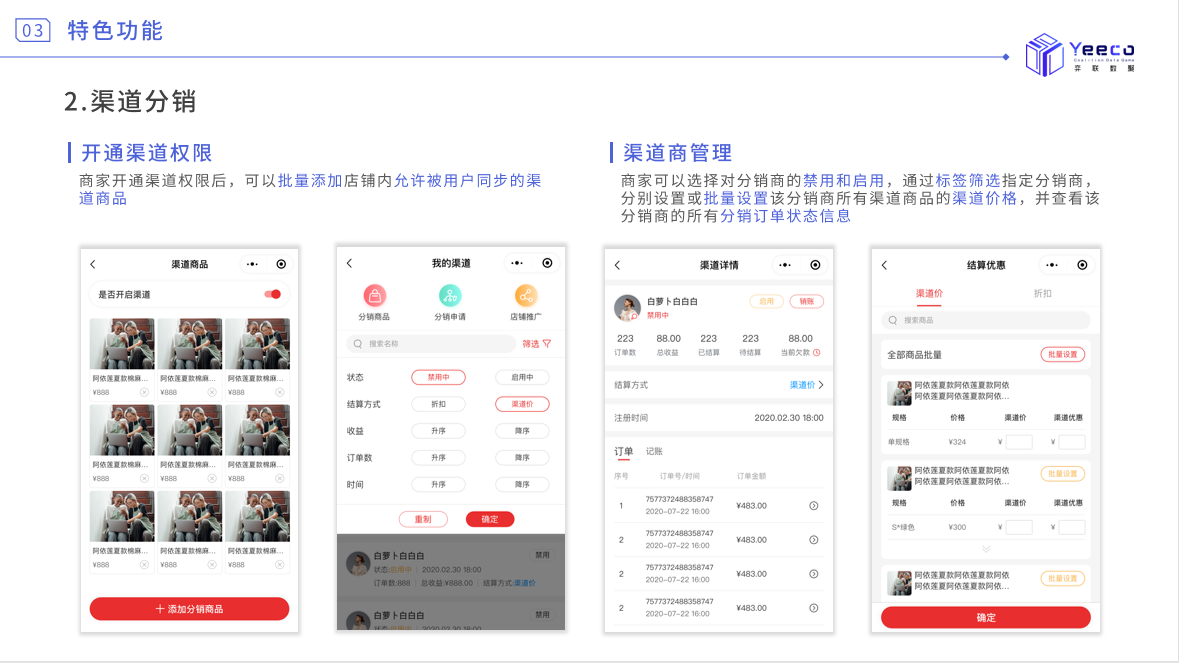 03 特色功能
Yeeco
Coalition Data Game
弈联数聚
2.渠道分销
开通渠道权限
商家开通渠道权限后，可以批量添加店铺内允许被用户同步的渠
道商品
渠道商管理
商家可以选择对分销商的禁用和启用，通过标签筛选指定分销商，
分别设置或批量设置该分销商所有渠道商品的渠道价格，并查看该
分销商的所有分销订单状态信息
渠道商品
是否开启渠道
阿依莲夏款棉麻... 阿依莲夏款棉麻... 阿依莲夏款棉麻...
¥888 ¥888 ¥888
阿依莲夏款棉麻... 阿依莲夏款棉麻... 阿依莲夏款棉麻...
¥888 ¥888 ¥888
阿依莲夏款棉麻... 阿依莲夏款棉麻... 阿依莲夏款棉麻...
¥888 ¥888 ¥888
＋ 添加分销商品
我的渠道
分销商品 分销申请 店铺推广
搜索名称 筛选
状态 禁用中 启用中
结算方式 折扣 渠道价
收益 升序 降序
订单数 升序 降序
时间 升序 降序
重制 确定
白萝卜白白白 禁用
状态:启用中 | 2020.02.30 18:00
订单数:888 | 总收益:¥888.00 | 结算方式:渠道价
白萝卜白白白 禁用
状态:启用中 | 2020.02.30 18:00
渠道详情
白萝卜白白白 启用 销账
禁用中
223 88.00 223 223 88.00
订单数 总收益 已结算 待结算 当前欠款
结算方式 渠道价
注册时间 2020.02.30 18:00
订单 记账
序号 订单号/时间 订单金额
1 7577372488358747 ¥483.00
2020-07-22 16:00
2 7577372488358747 ¥483.00
2020-07-22 16:00
2 7577372488358747 ¥483.00
2020-07-22 16:00
2 7577372488358747 ¥483.00
2020-07-22 16:00
结算优惠
渠道价 折扣
搜索商品
全部商品批量 批量设置
阿依莲夏款阿依莲夏款阿依
阿依莲夏阿依莲夏款阿依...
规格 价格 渠道价 渠道优惠
单规格 ¥324 ¥ ¥
阿依莲夏款阿依莲夏款阿依 批量设置
阿依莲夏款阿依莲夏款阿依...
规格 价格 渠道价 渠道优惠
S*绿色 ¥300 ¥ ¥
阿依莲夏款阿依莲夏款阿依 批量设置
阿依莲夏款阿依莲夏款阿依...
确定